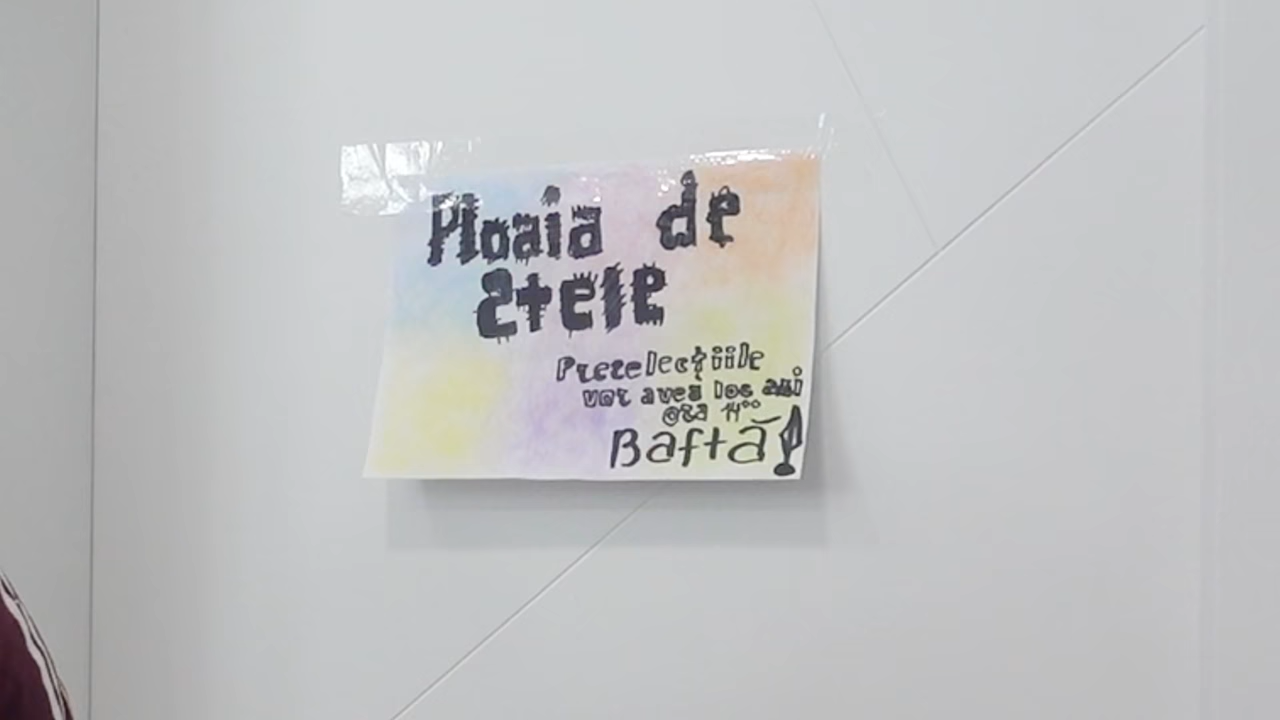 Ploaia de
Stele
Preselecțiile
vor avea loc azi
ora 14⁰⁰
Baftă!